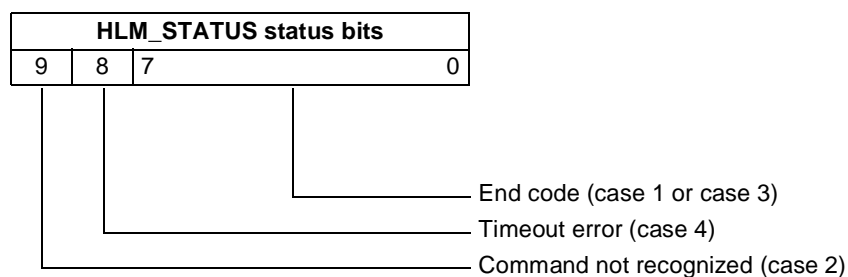 HLM_STATUS status bits
9 8 7 0
End code (case 1 or case 3)
Timeout error (case 4)
Command not recognized (case 2)